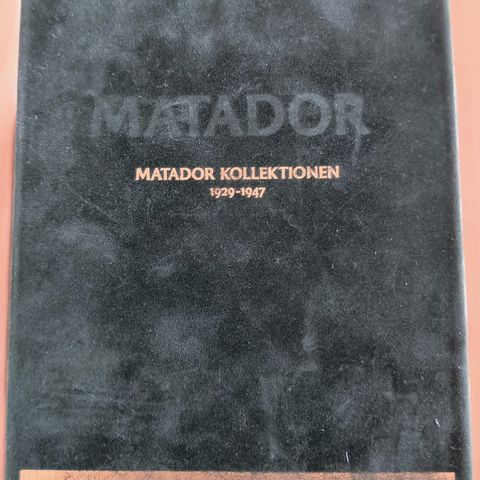 MATADOR
MATADOR KOLLEKTIONEN
1929-1947